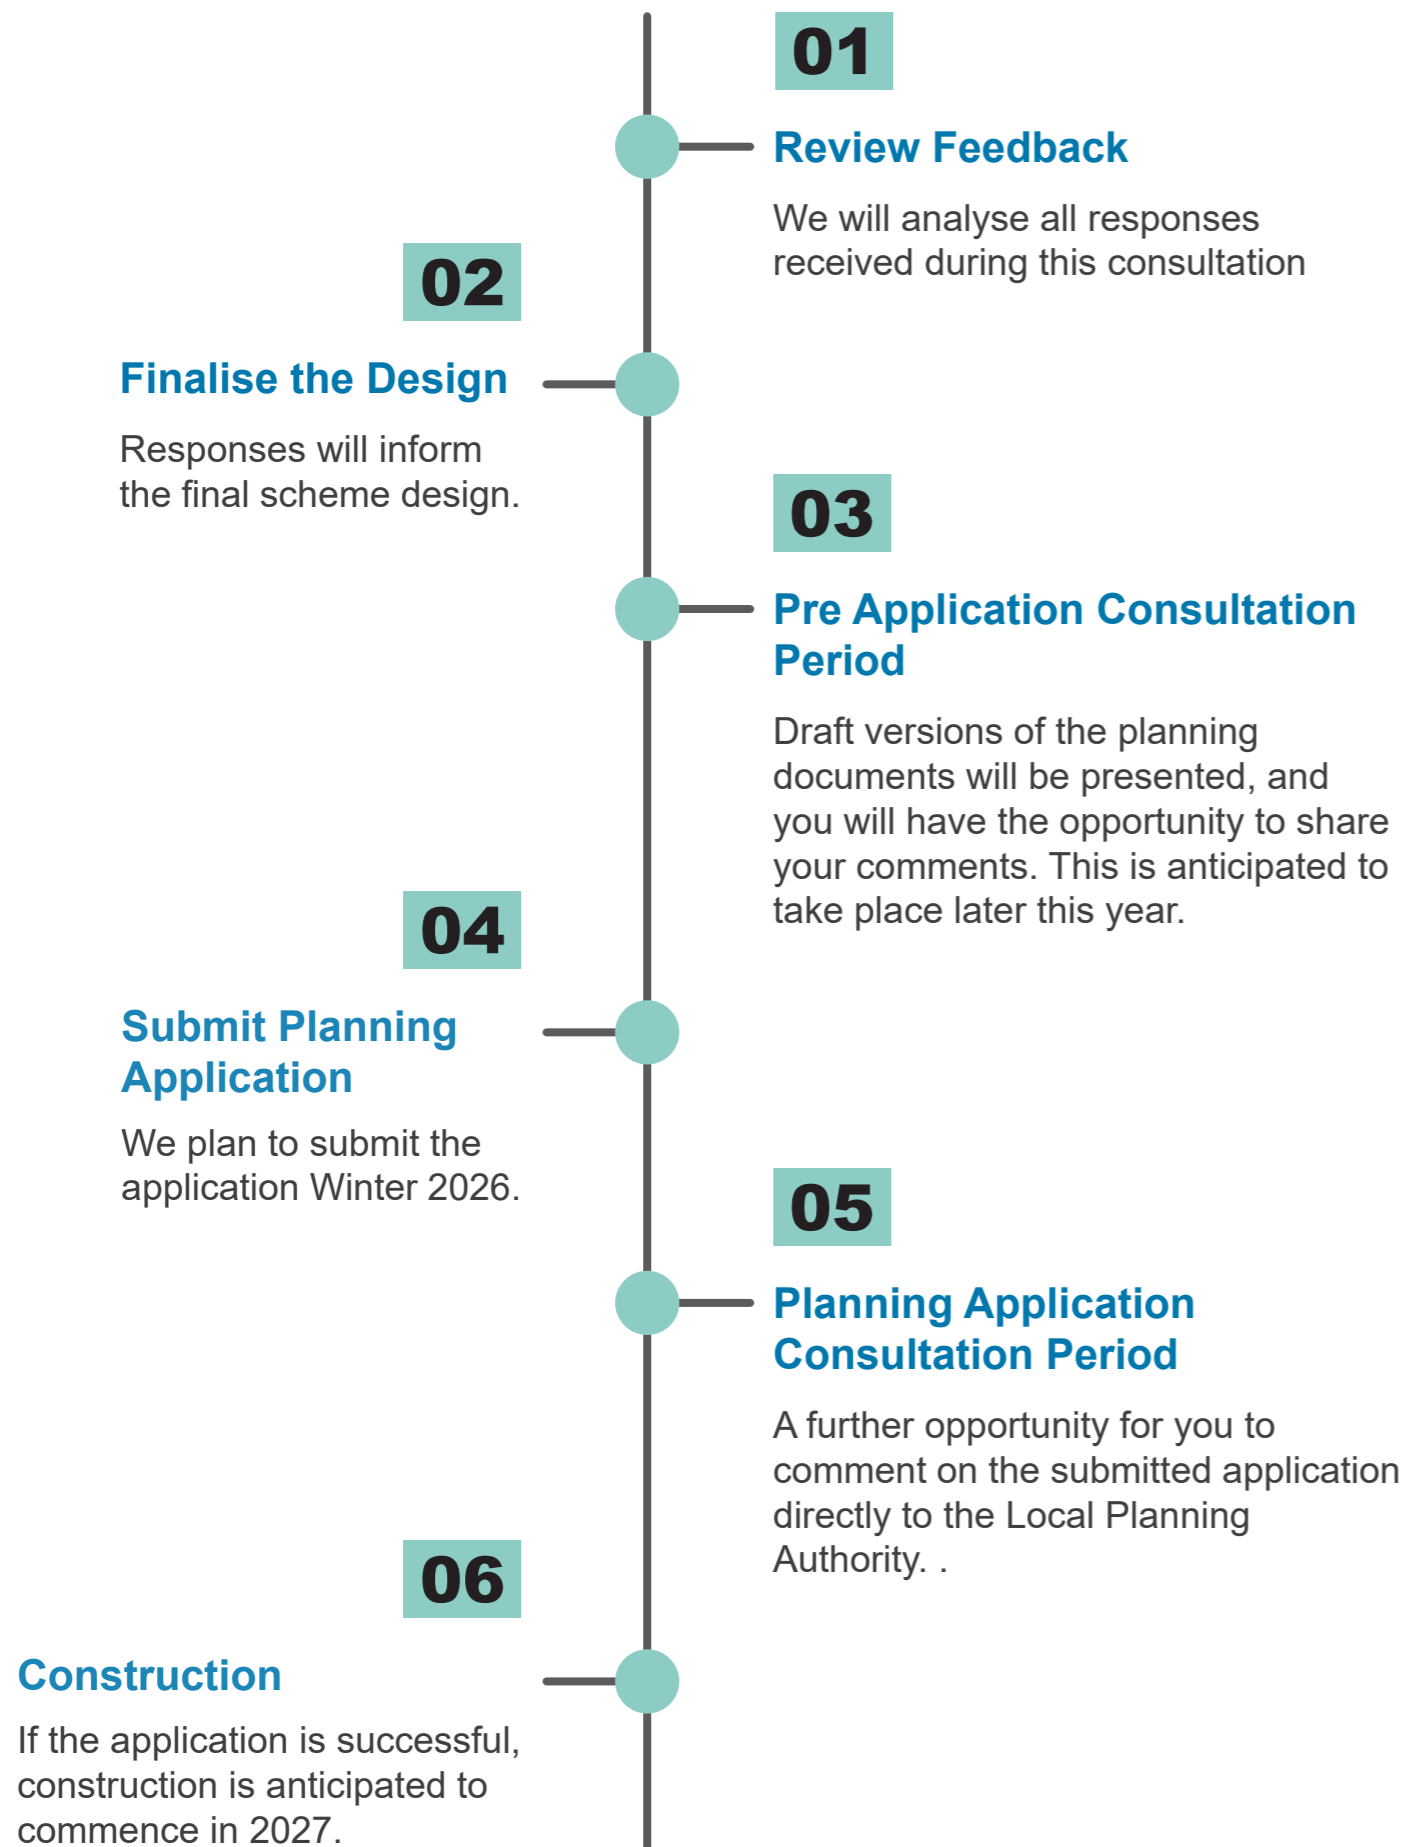 01
Review Feedback
We will analyse all responses
received during this consultation
02
Finalise the Design
Responses will inform
the final scheme design.
03
Pre Application Consultation
Period
Draft versions of the planning
documents will be presented, and
you will have the opportunity to share
your comments. This is anticipated to
take place later this year.
04
Submit Planning
Application
We plan to submit the
application Winter 2026.
05
Planning Application
Consultation Period
A further opportunity for you to
comment on the submitted application
directly to the Local Planning
Authority. .
06
Construction
If the application is successful,
construction is anticipated to
commence in 2027.